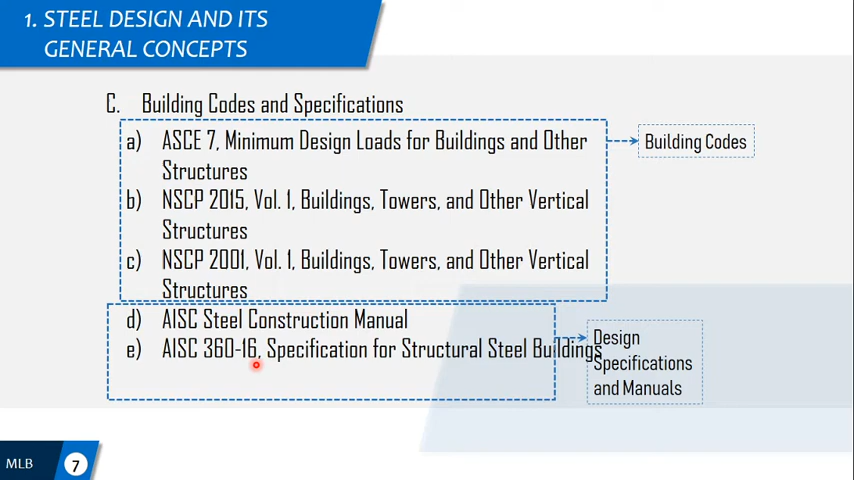 1. STEEL DESIGN AND ITS
GENERAL CONCEPTS
C. Building Codes and Specifications
a) ASCE 7, Minimum Design Loads for Buildings and Other
Structures
Building Codes
b) NSCP 2015, Vol. 1, Buildings, Towers, and Other Vertical
Structures
c) NSCP 2001, Vol. 1, Buildings, Towers, and Other Vertical
Structures
d) AISC Steel Construction Manual
e) AISC 360-16, Specification for Structural Steel Buildings
Design
Specifications
and Manuals
MLB 7